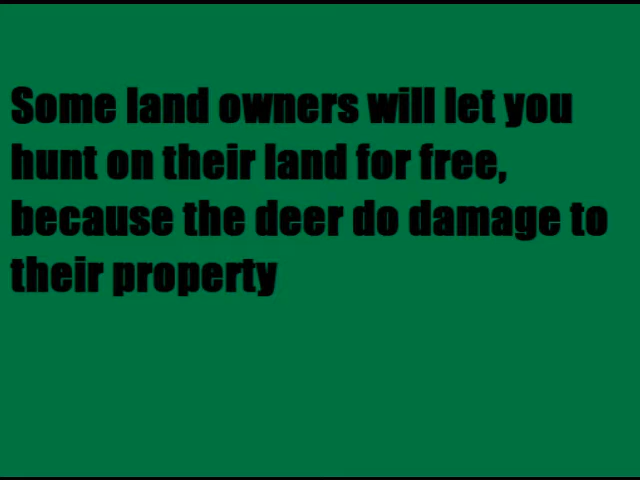 Some land owners will let you
hunt on their land for free,
because the deer do damage to
their property